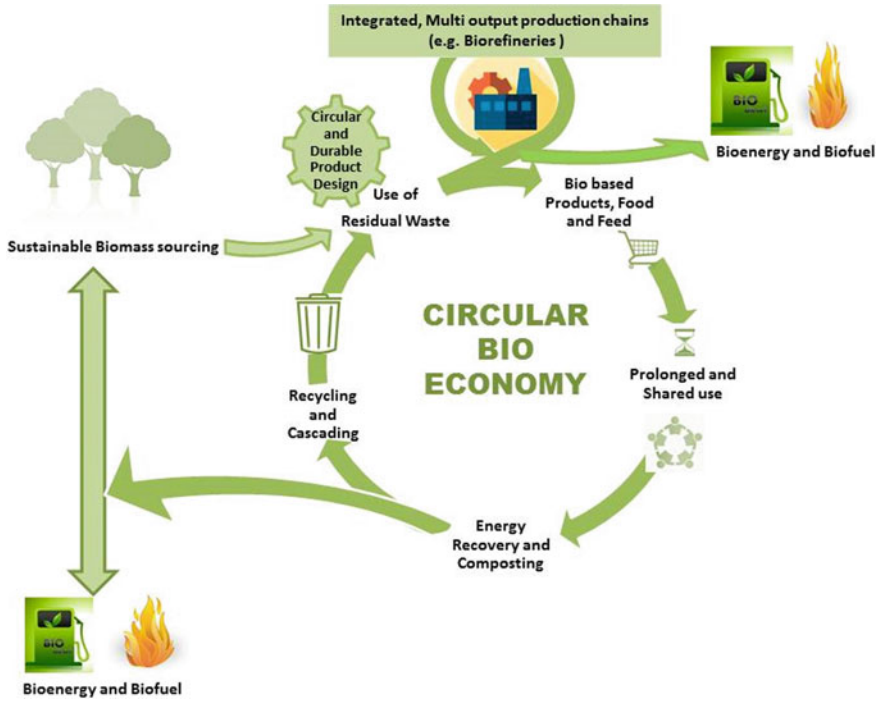 Integrated, Multi output production chains
(e.g. Biorefineries )
BIO
Bioenergy and Biofuel
Circular
and
Durable
Product
Design
Use of
Residual Waste
Bio based
Products, Food
and Feed
Sustainable Biomass sourcing
CIRCULAR
BIO
ECONOMY
Prolonged and
Shared use
Recycling
and
Cascading
Energy
Recovery and
Composting
BIO
Bioenergy and Biofuel